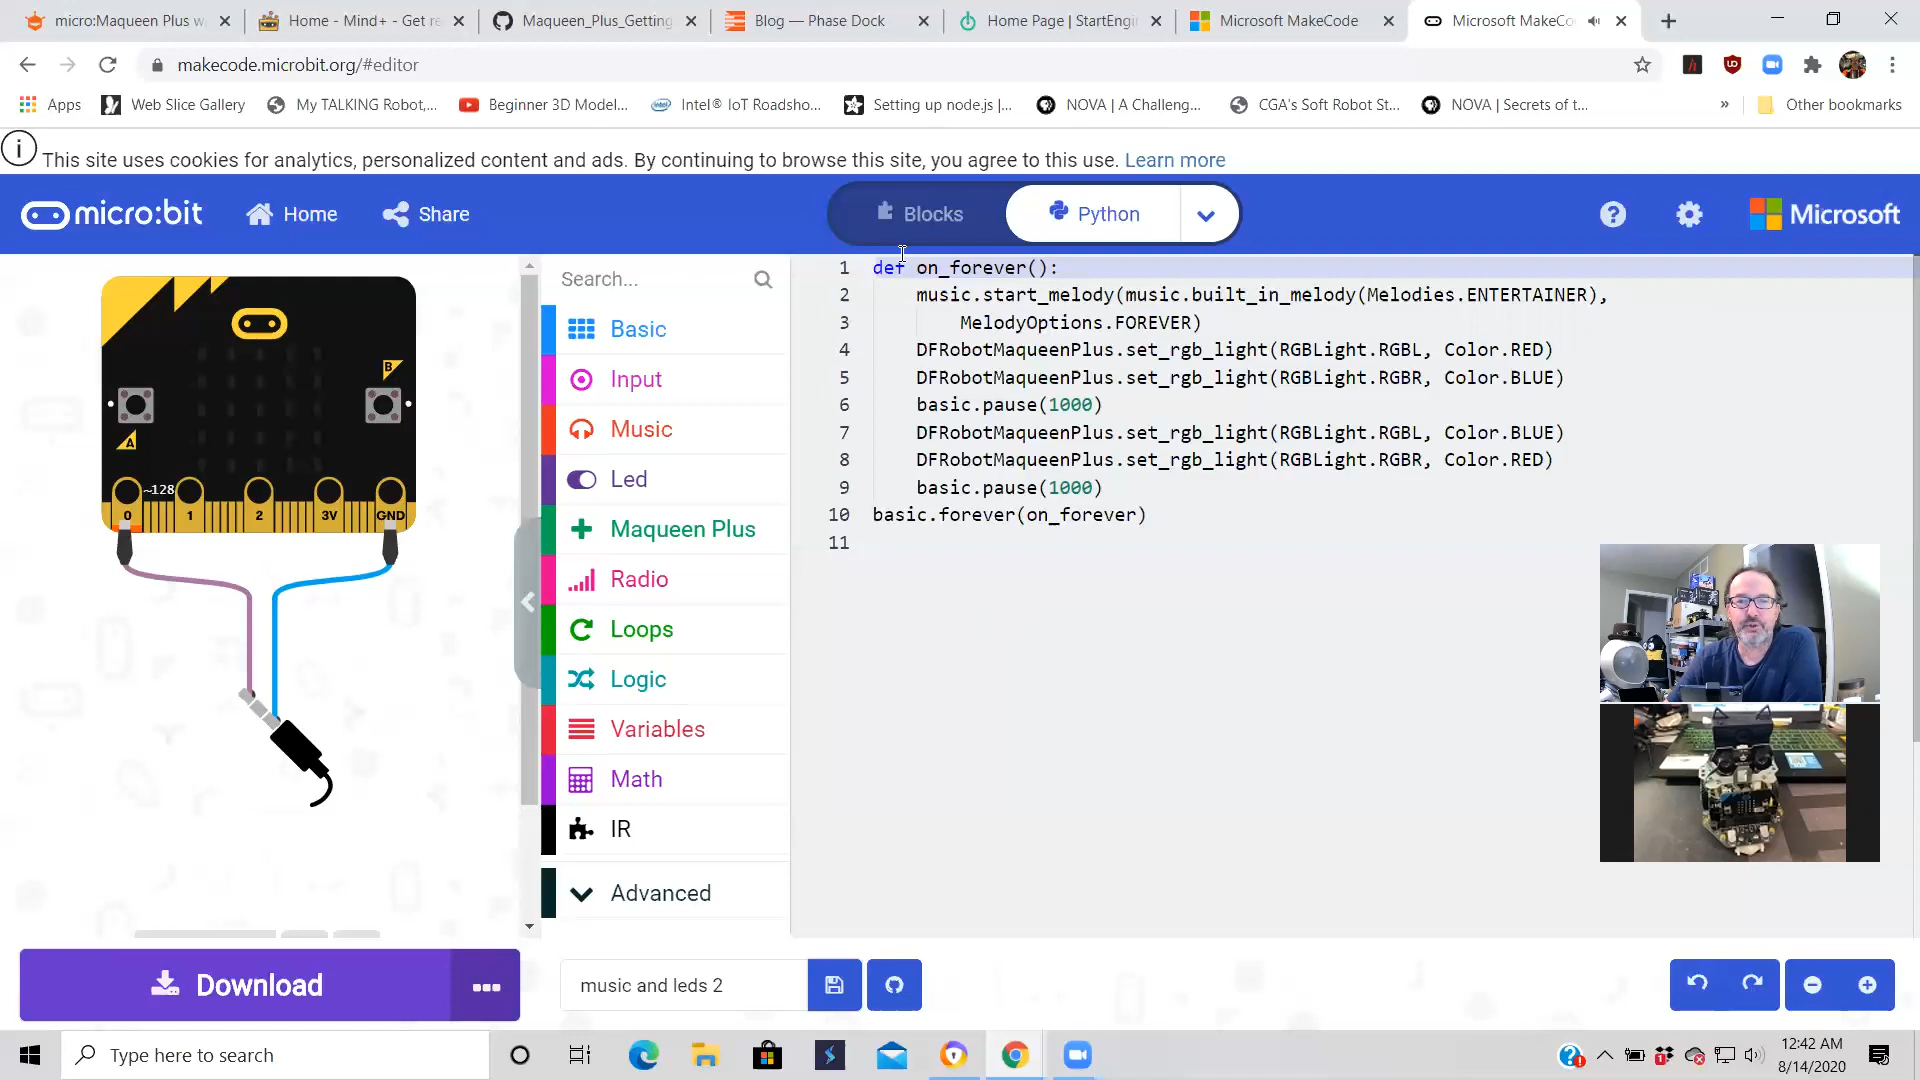 micro:Maqueen Plus w
Home - Mind+ - Get re
Maqueen_Plus_Getting
Blog — Phase Dock
Home Page | StartEngi
Microsoft MakeCode
Microsoft MakeCo
makecode.microbit.org/#editor
Apps
Web Slice Gallery
My TALKING Robot,...
Beginner 3D Model...
Intel® IoT Roadsho...
Setting up node.js |...
NOVA | A Challeng...
CGA's Soft Robot St...
NOVA | Secrets of t...
»
Other bookmarks
This site uses cookies for analytics, personalized content and ads. By continuing to browse this site, you agree to this use. Learn more
micro:bit
Home
Share
Blocks
Python
Microsoft
B
A
~128
0 1 2 3V GND
Search...
Basic
Input
Music
Led
Maqueen Plus
Radio
Loops
Logic
Variables
Math
IR
Advanced
1 def on_forever():
2 music.start_melody(music.built_in_melody(Melodies.ENTERTAINER),
3 MelodyOptions.FOREVER)
4 DFRobotMaqueenPlus.set_rgb_light(RGBLight.RGBL, Color.RED)
5 DFRobotMaqueenPlus.set_rgb_light(RGBLight.RGBR, Color.BLUE)
6 basic.pause(1000)
7 DFRobotMaqueenPlus.set_rgb_light(RGBLight.RGBL, Color.BLUE)
8 DFRobotMaqueenPlus.set_rgb_light(RGBLight.RGBR, Color.RED)
9 basic.pause(1000)
10 basic.forever(on_forever)
11
Download
music and leds 2
Type here to search
12:42 AM
8/14/2020